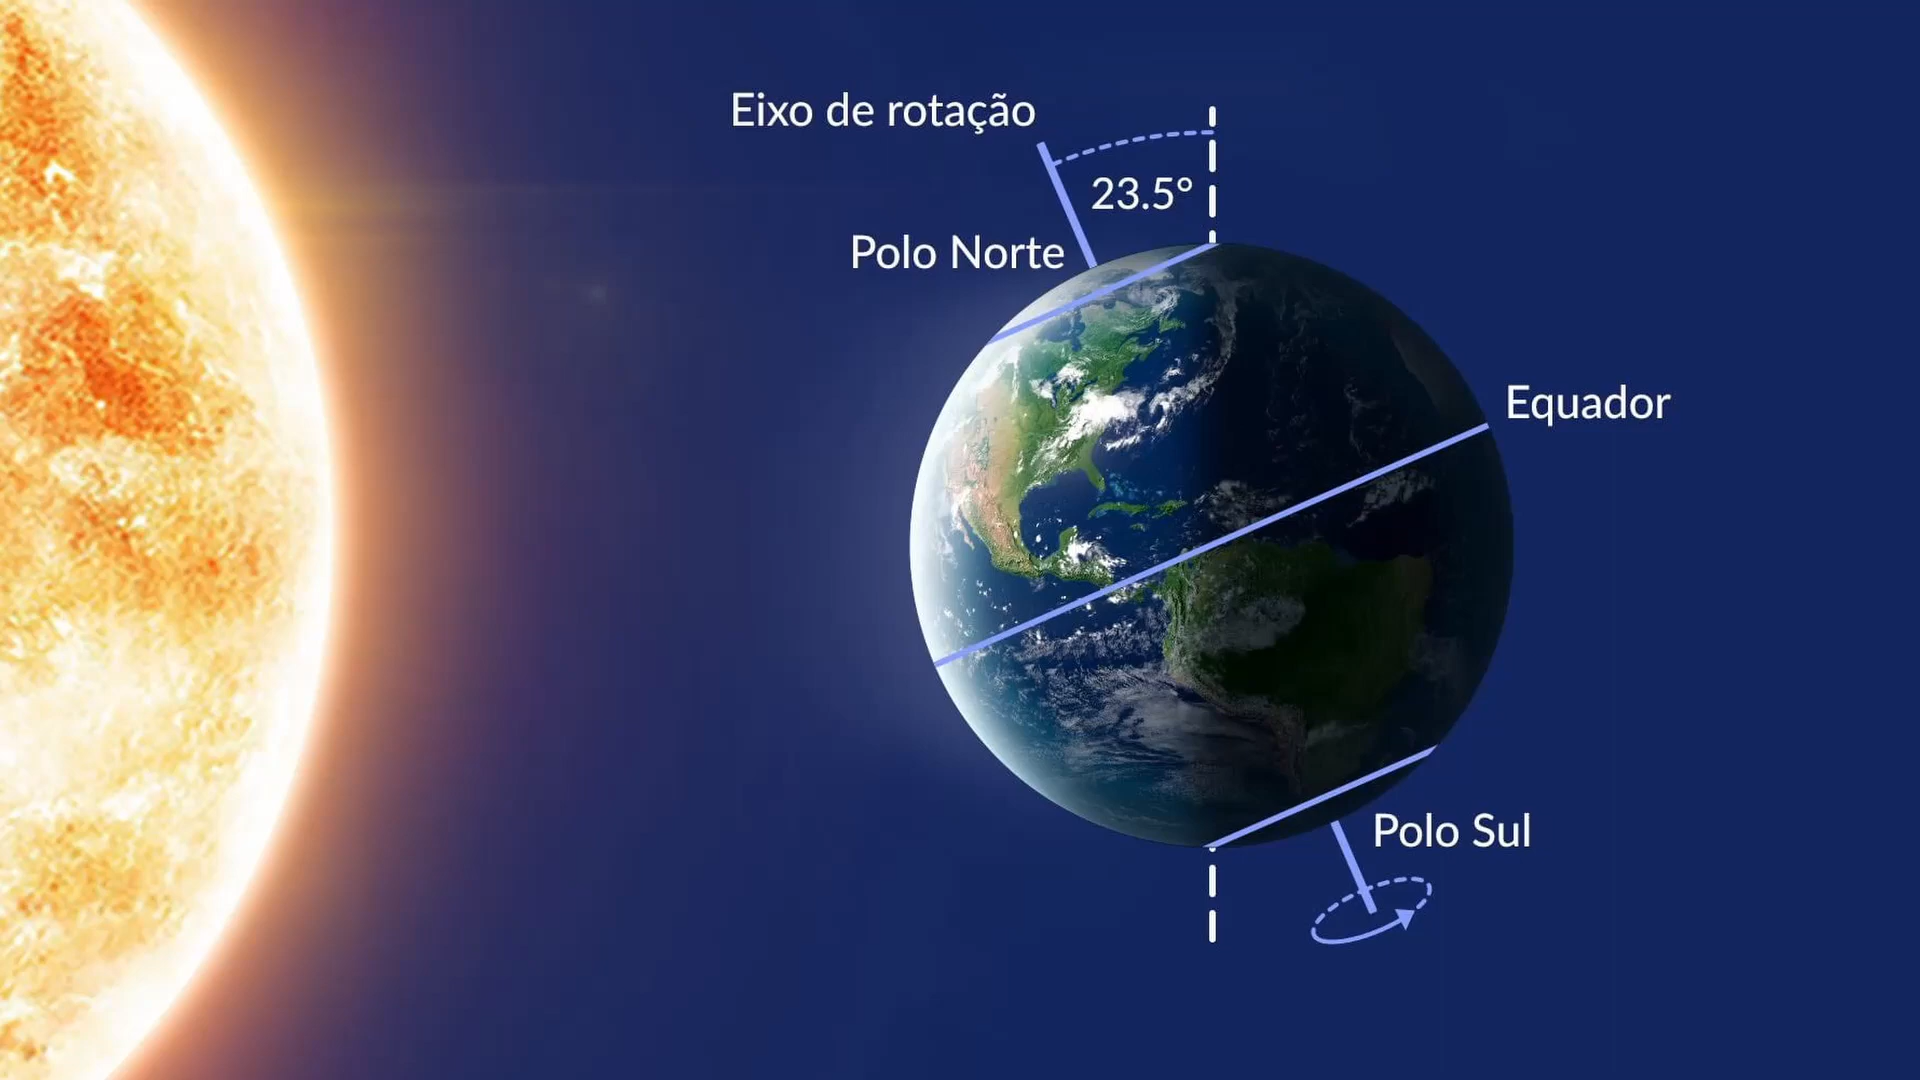 Eixo de rotação
23.5°
Polo Norte
Equador
Polo Sul